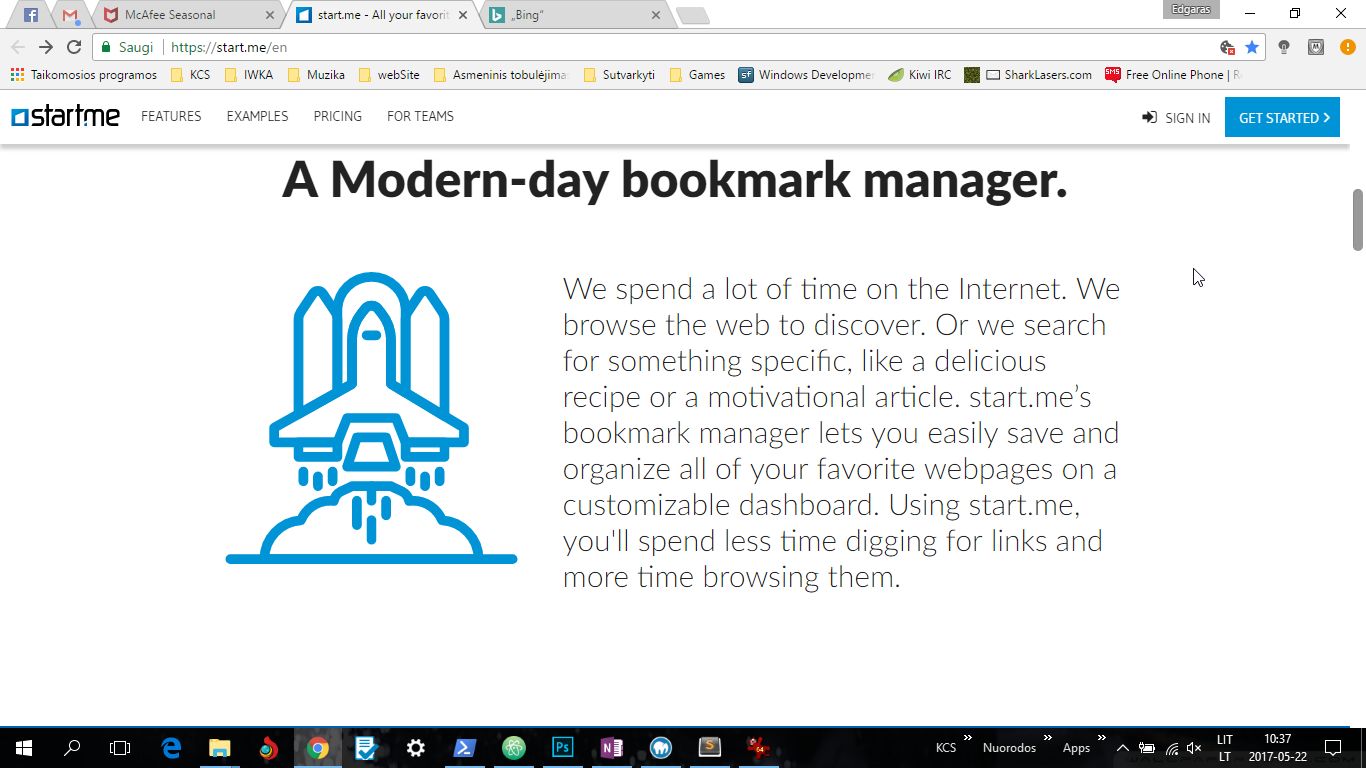 McAfee Seasonal
start.me - All your favorit
„Bing“
Edgaras
Saugi
https://start.me/en
Taikomosios programos
KCS
IWKA
Muzika
webSite
Asmeninis tobulėjima
Sutvarkyti
Games
Windows Developme
Kiwi IRC
SharkLasers.com
Free Online Phone | R
startme
FEATURES
EXAMPLES
PRICING
FOR TEAMS
SIGN IN
GET STARTED
A Modern-day bookmark manager.
We spend a lot of time on the Internet. We
browse the web to discover. Or we search
for something specific, like a delicious
recipe or a motivational article. start.me’s
bookmark manager lets you easily save and
organize all of your favorite webpages on a
customizable dashboard. Using start.me,
you'll spend less time digging for links and
more time browsing them.
Ps
N
S
64
KCS
Nuorodos
Apps
LIT
LT
10:37
2017-05-22